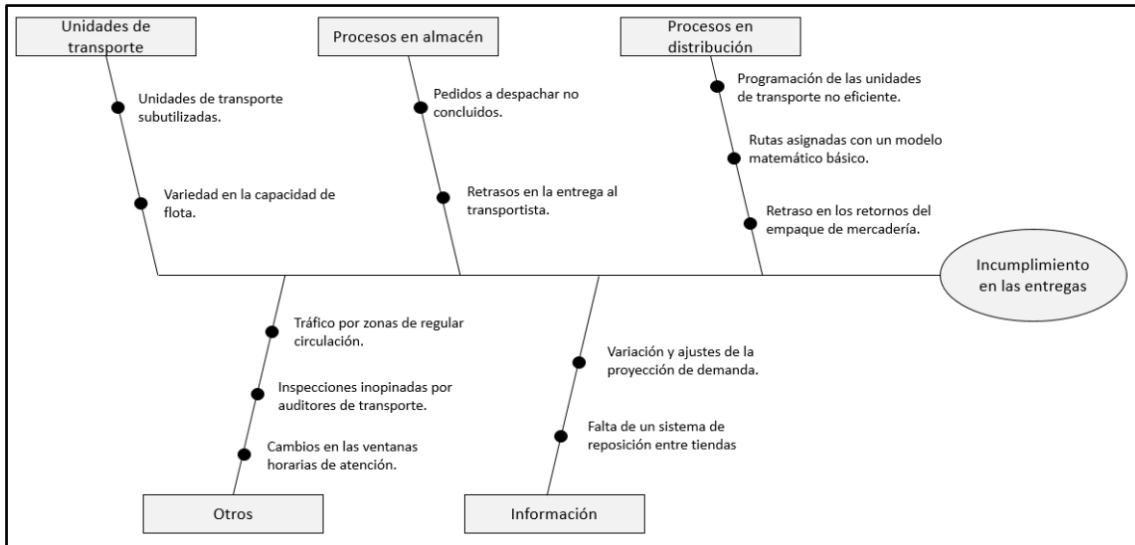 Unidades de
transporte
Procesos en almacén
Procesos en
distribución
Unidades de transporte
subutilizadas.
Variedad en la capacidad de
flota.
Pedidos a despachar no
concluidos.
Retrasos en la entrega al
transportista.
Programación de las unidades
de transporte no eficiente.
Rutas asignadas con un modelo
matemático básico.
Retraso en los retornos del
empaque de mercadería.
Incumplimiento
en las entregas
Tráfico por zonas de regular
circulación.
Inspecciones inopinadas por
auditores de transporte.
Cambios en las ventanas
horarias de atención.
Variación y ajustes de la
proyección de demanda.
Falta de un sistema de
reposición entre tiendas
Otros
Información